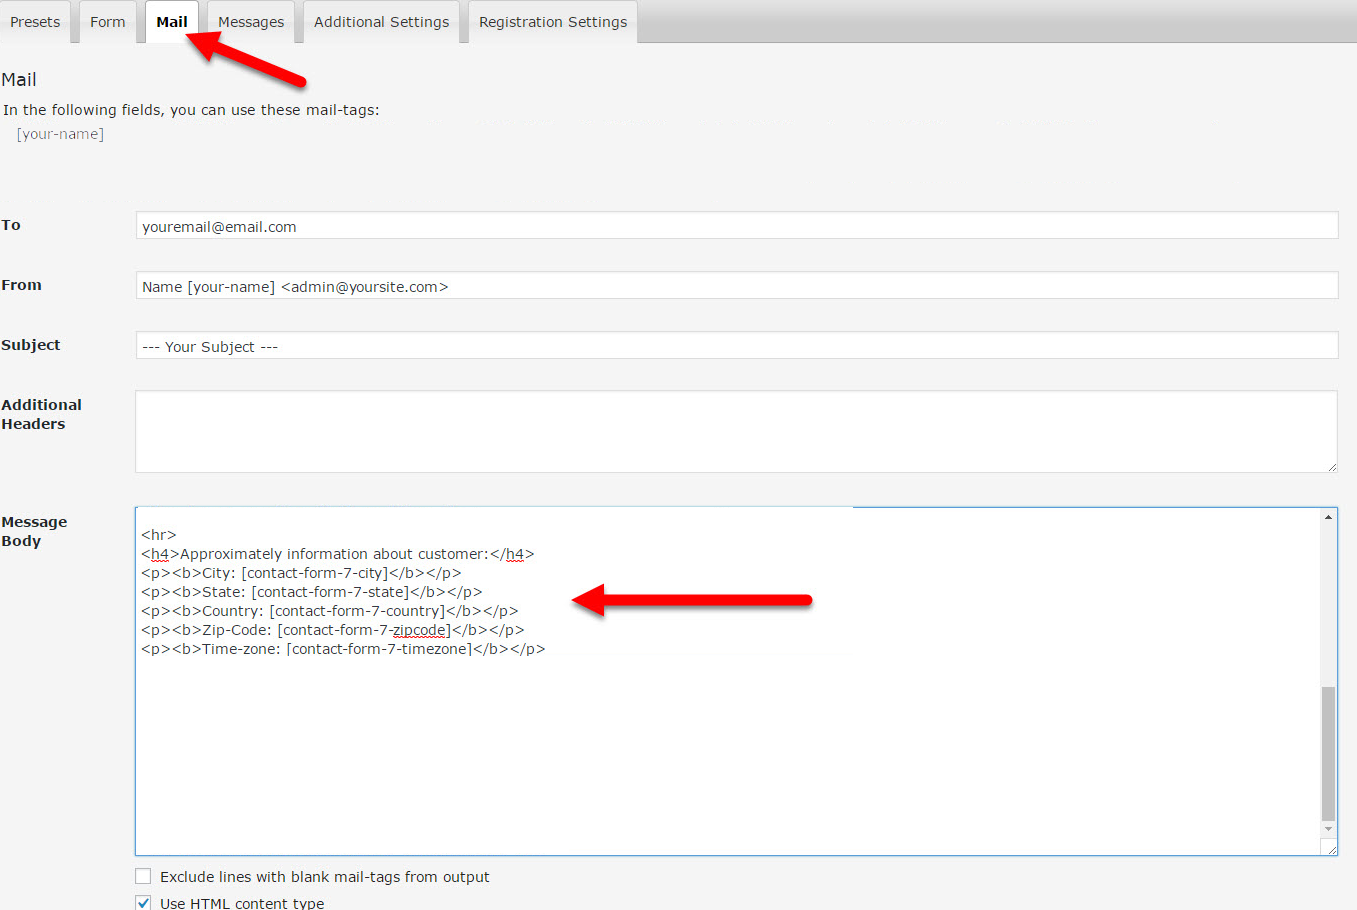 Presets Form Mail Messages Additional Settings Registration Settings
Mail
In the following fields, you can use these mail-tags:
[your-name]
To youremail@email.com
From Name [your-name] <admin@yoursite.com>
Subject --- Your Subject ---
Additional
Headers
Message
Body
<hr>
<h4>Approximately information about customer:</h4>
<p><b>City: [contact-form-7-city]</b></p>
<p><b>State: [contact-form-7-state]</b></p>
<p><b>Country: [contact-form-7-country]</b></p>
<p><b>Zip-Code: [contact-form-7-zipcode]</b></p>
<p><b>Time-zone: [contact-form-7-timezone]</b></p>
Exclude lines with blank mail-tags from output
Use HTML content type